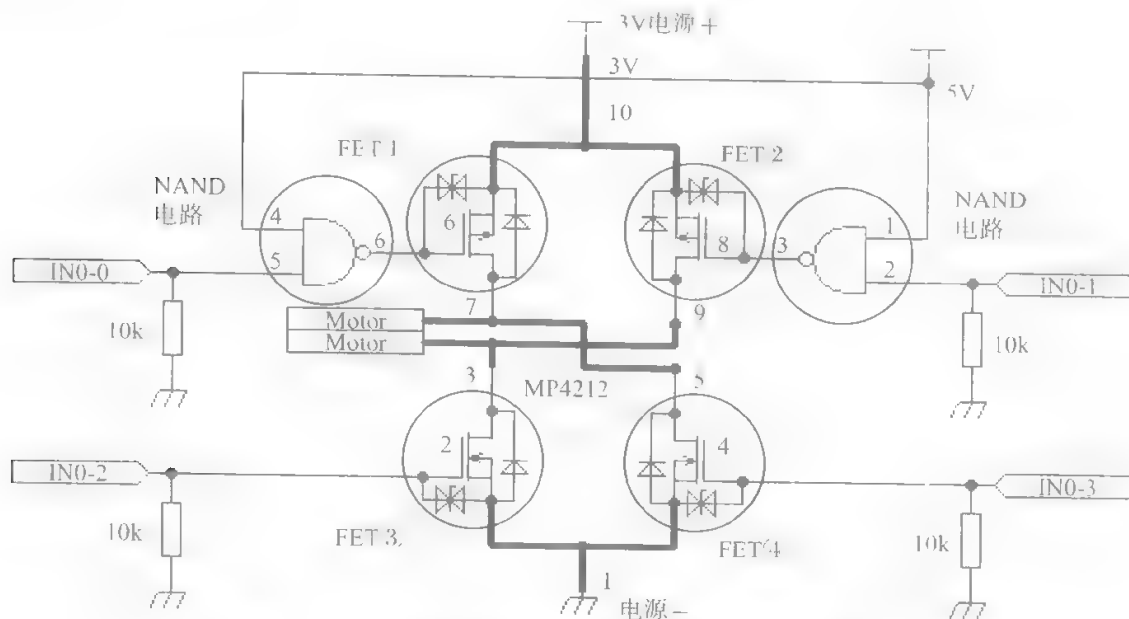 3V电源+
3V
5V
10
FET 1
FET 2
NAND
电路
NAND
电路
4
5
6
6
8
3
1
2
IN0-0
IN0-1
10k
10k
7
9
Motor
Motor
3
MP4212
5
2
4
IN0-2
IN0-3
10k
10k
FET 3
FET 4
1
电源-